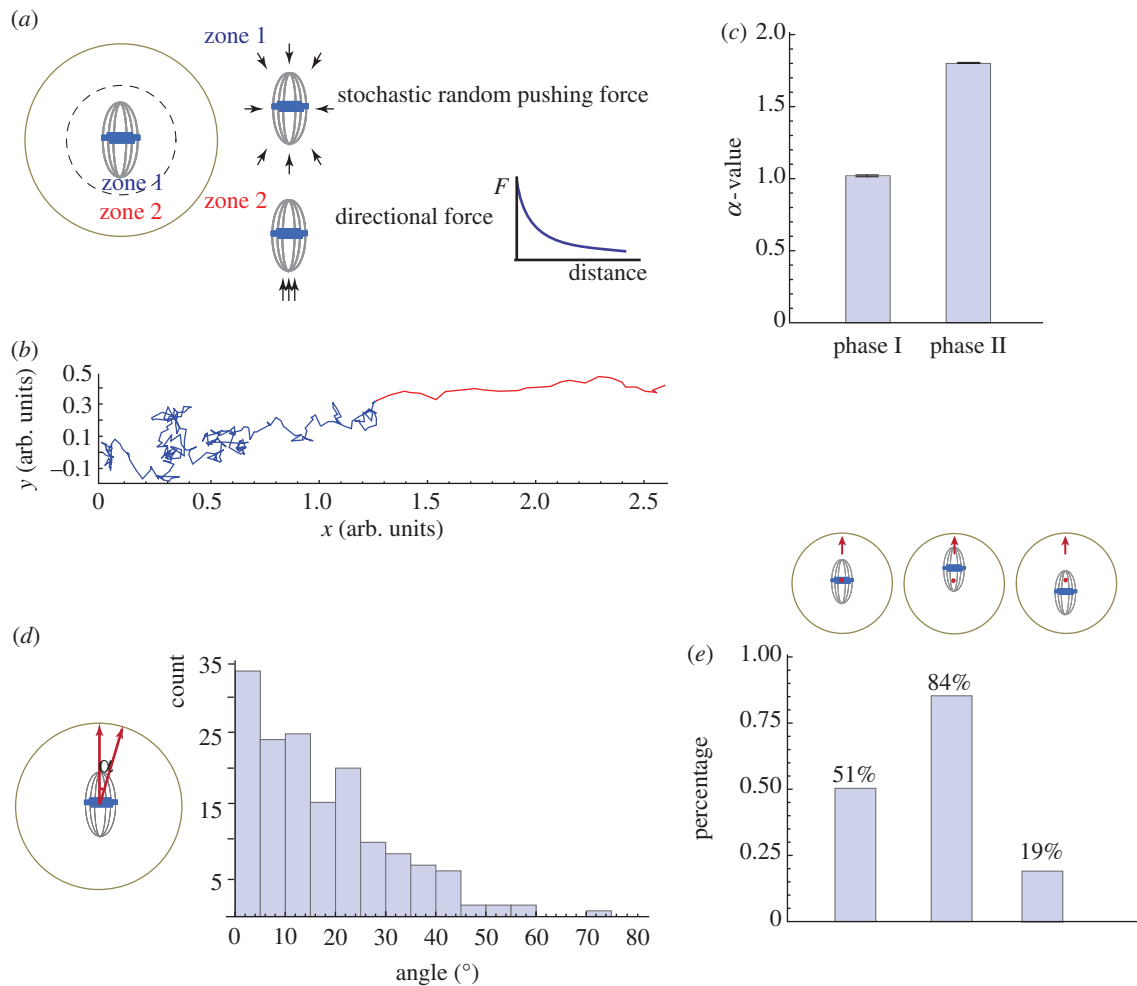 (a)
zone 1
zone 2
zone 1
stochastic random pushing force
zone 2
directional force
F
distance
(b)
y (arb. units)
0.5
0.3
0.1
–0.1
0 0.5 1.0 1.5 2.0 2.5
x (arb. units)
(c)
α-value
2.0
1.5
1.0
0.5
0
phase I phase II
(d)
α
count
35
25
15
5
0 10 20 30 40 50 60 70 80
angle (°)
(e)
percentage
1.00
0.75
0.50
0.25
0
51%
84%
19%